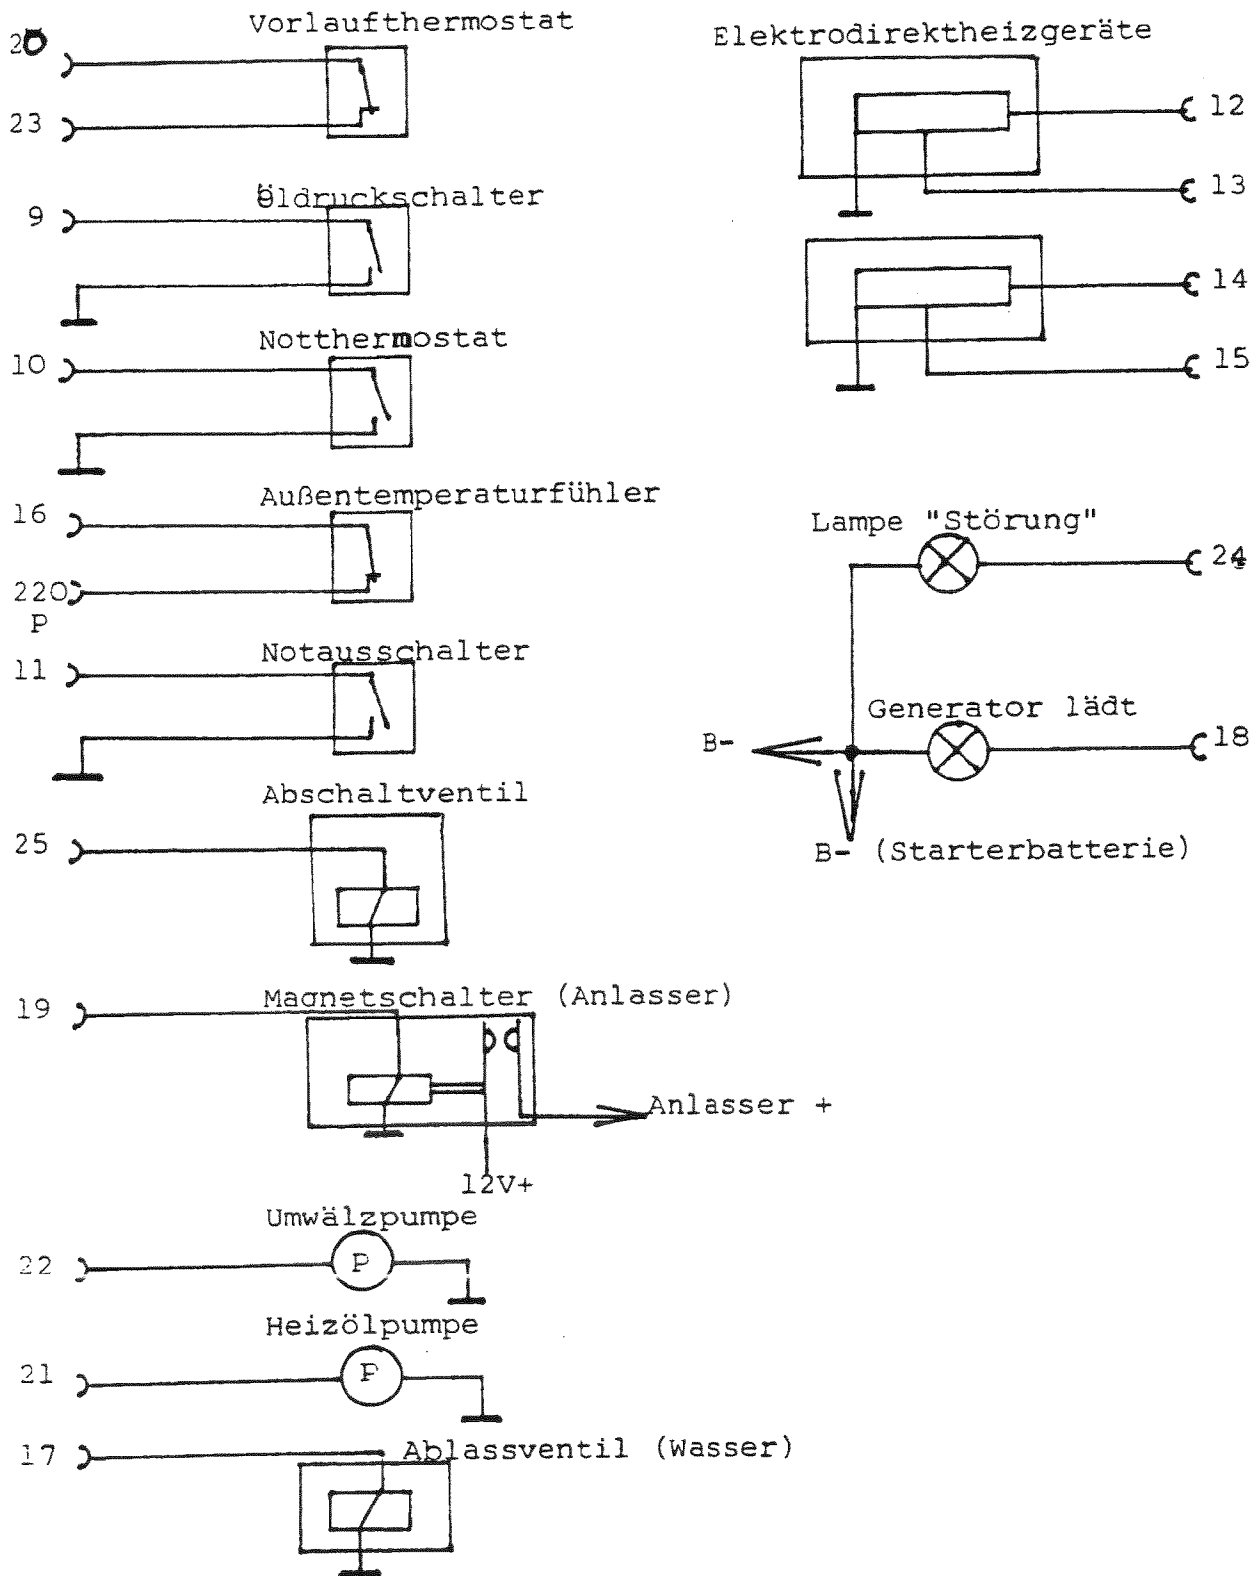 Vorlaufthermostat
20
23
Öldruckschalter
9
Notthermostat
10
Außentemperaturfühler
16
220
P
Notausschalter
11
Abschaltventil
25
Magnetschalter (Anlasser)
19
Anlasser +
12V+
Umwälzpumpe
22
P
Heizölpumpe
21
P
17
Ablassventil (Wasser)
Elektrodirektheizgeräte
12
13
14
15
Lampe "Störung"
24
Generator lädt
B-
18
B- (Starterbatterie)